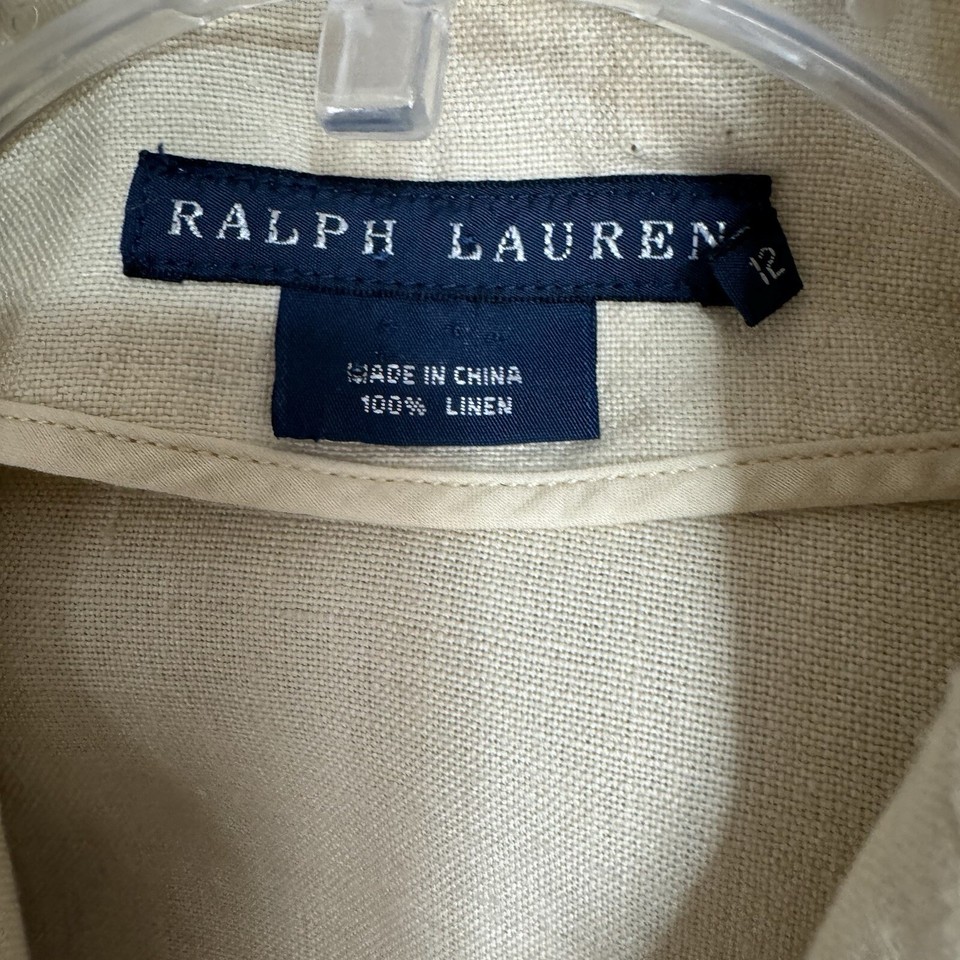 RALPH LAUREN
12
MADE IN CHINA
100% LINEN